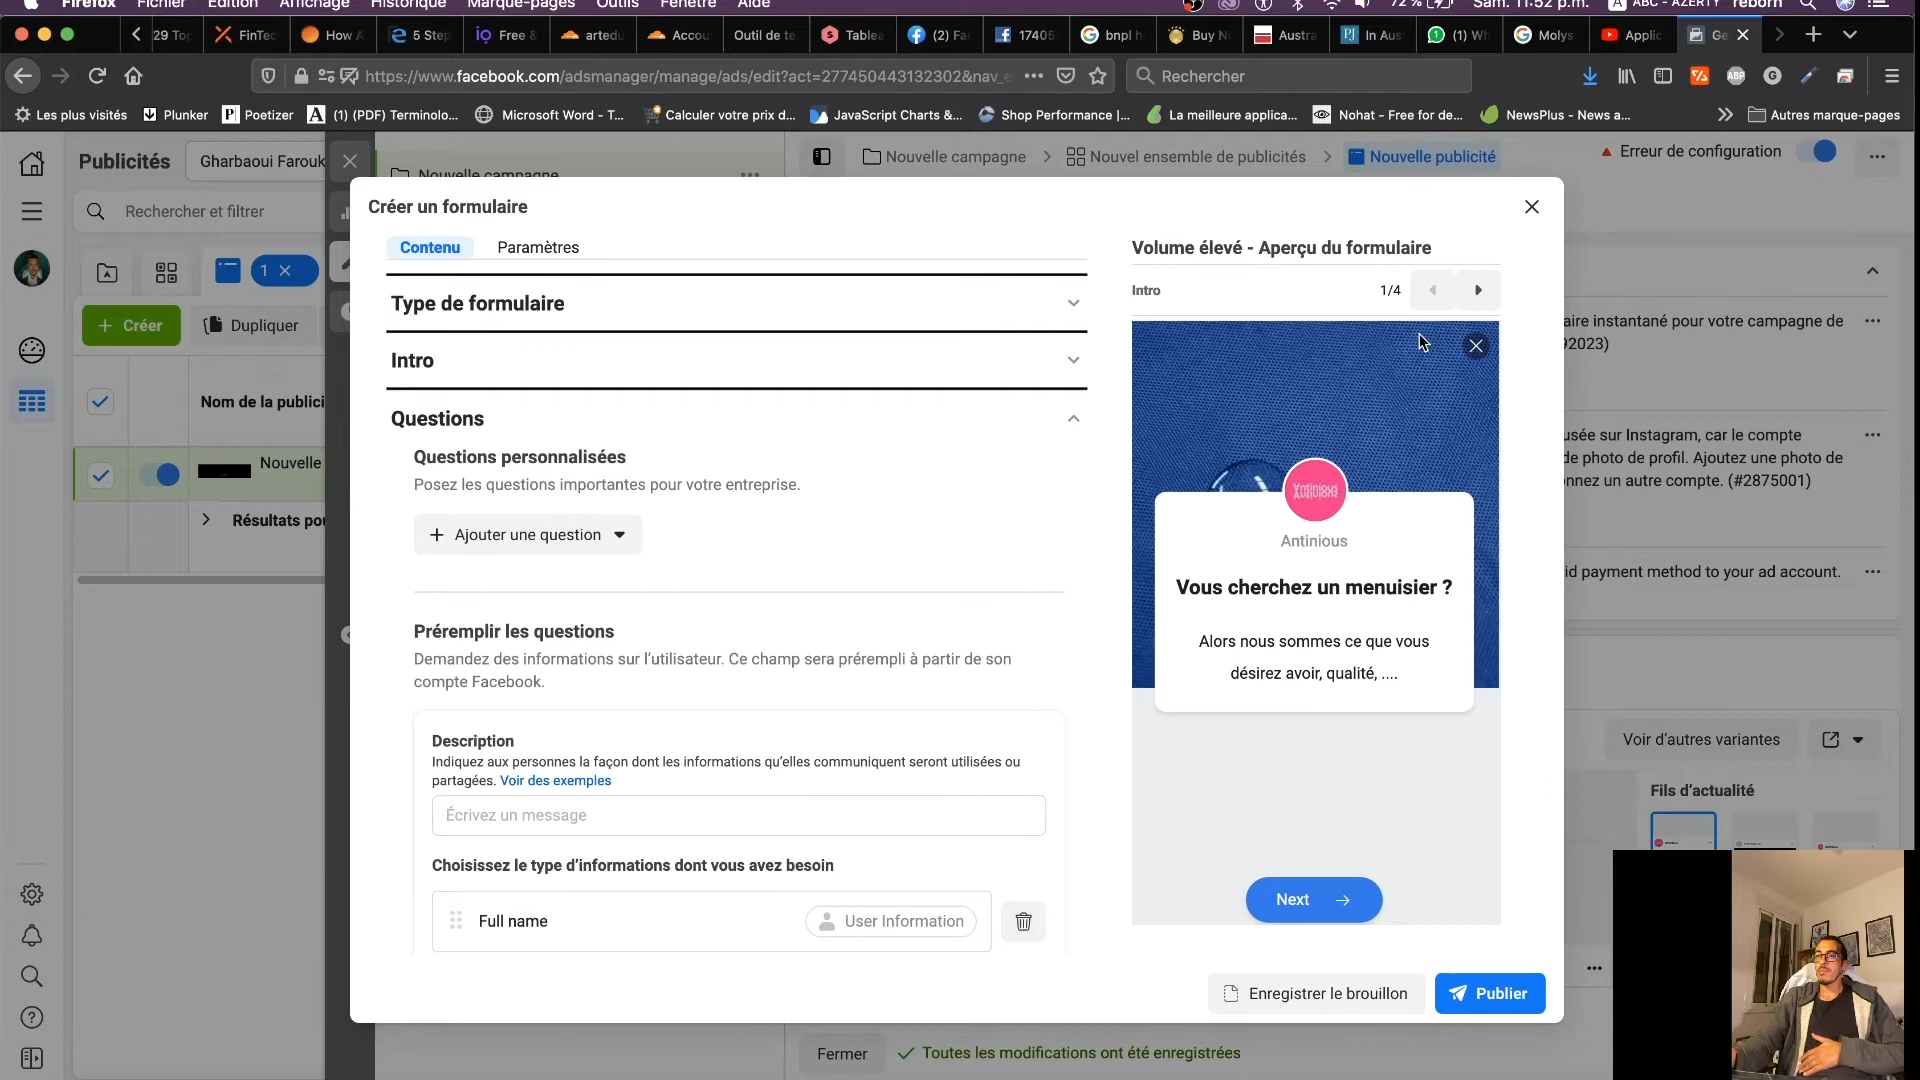 Firefox Fichier Édition Affichage Historique Marque-pages Outils Fenêtre Aide
72 % Sam. 11:52 p.m. ABC - AZERTY reborn
29 To FinTec How A 5 Step Free & artedu Accou Outil de te Tablea (2) Fa 17405 bnpl h Buy N Austra In Aus (1) Wh Molys Applic Ge
https://www.facebook.com/adsmanager/manage/ads/edit?act=277450443132302&nav_e
Rechercher
Les plus visités Plunker Poetizer (1) (PDF) Terminolo... Microsoft Word - T... Calculer votre prix d... JavaScript Charts &... Shop Performance |... La meilleure applica... Nohat - Free for de... NewsPlus - News a... Autres marque-pages
Publicités
Gharbaoui Farouk
Nouvelle campagne
Nouvelle campagne
Nouvel ensemble de publicités
Nouvelle publicité
Erreur de configuration
Rechercher et filtrer
1
Créer
Dupliquer
Nom de la publici
Nouvelle
Résultats pou
Créer un formulaire
Contenu
Paramètres
Type de formulaire
Intro
Questions
Questions personnalisées
Posez les questions importantes pour votre entreprise.
+ Ajouter une question
Préremplir les questions
Demandez des informations sur l'utilisateur. Ce champ sera prérempli à partir de son
compte Facebook.
Description
Indiquez aux personnes la façon dont les informations qu'elles communiquent seront utilisées ou
partagées. Voir des exemples
Écrivez un message
Choisissez le type d'informations dont vous avez besoin
Full name
User Information
Volume élevé - Aperçu du formulaire
Intro
1/4
Antinious
Vous cherchez un menuisier ?
Alors nous sommes ce que vous
désirez avoir, qualité, ....
Next
Enregistrer le brouillon
Publier
aire instantané pour votre campagne de
92023)
usée sur Instagram, car le compte
de photo de profil. Ajoutez une photo de
onnez un autre compte. (#2875001)
id payment method to your ad account.
Voir d'autres variantes
Fils d'actualité
Fermer
Toutes les modifications ont été enregistrées